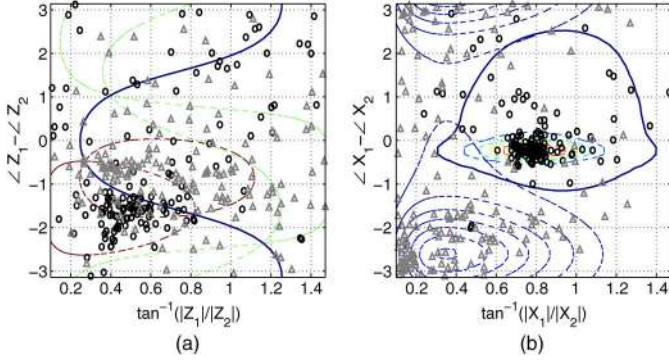 3
2
1
0
−1
−2
−3
∠ Z₁−∠ Z₂
0.2 0.4 0.6 0.8 1 1.2 1.4
tan⁻¹(|Z₁|/|Z₂|)
(a)
3
2
1
0
−1
−2
−3
∠ X₁−∠ X₂
0.2 0.4 0.6 0.8 1 1.2 1.4
tan⁻¹(|X₁|/|X₂|)
(b)